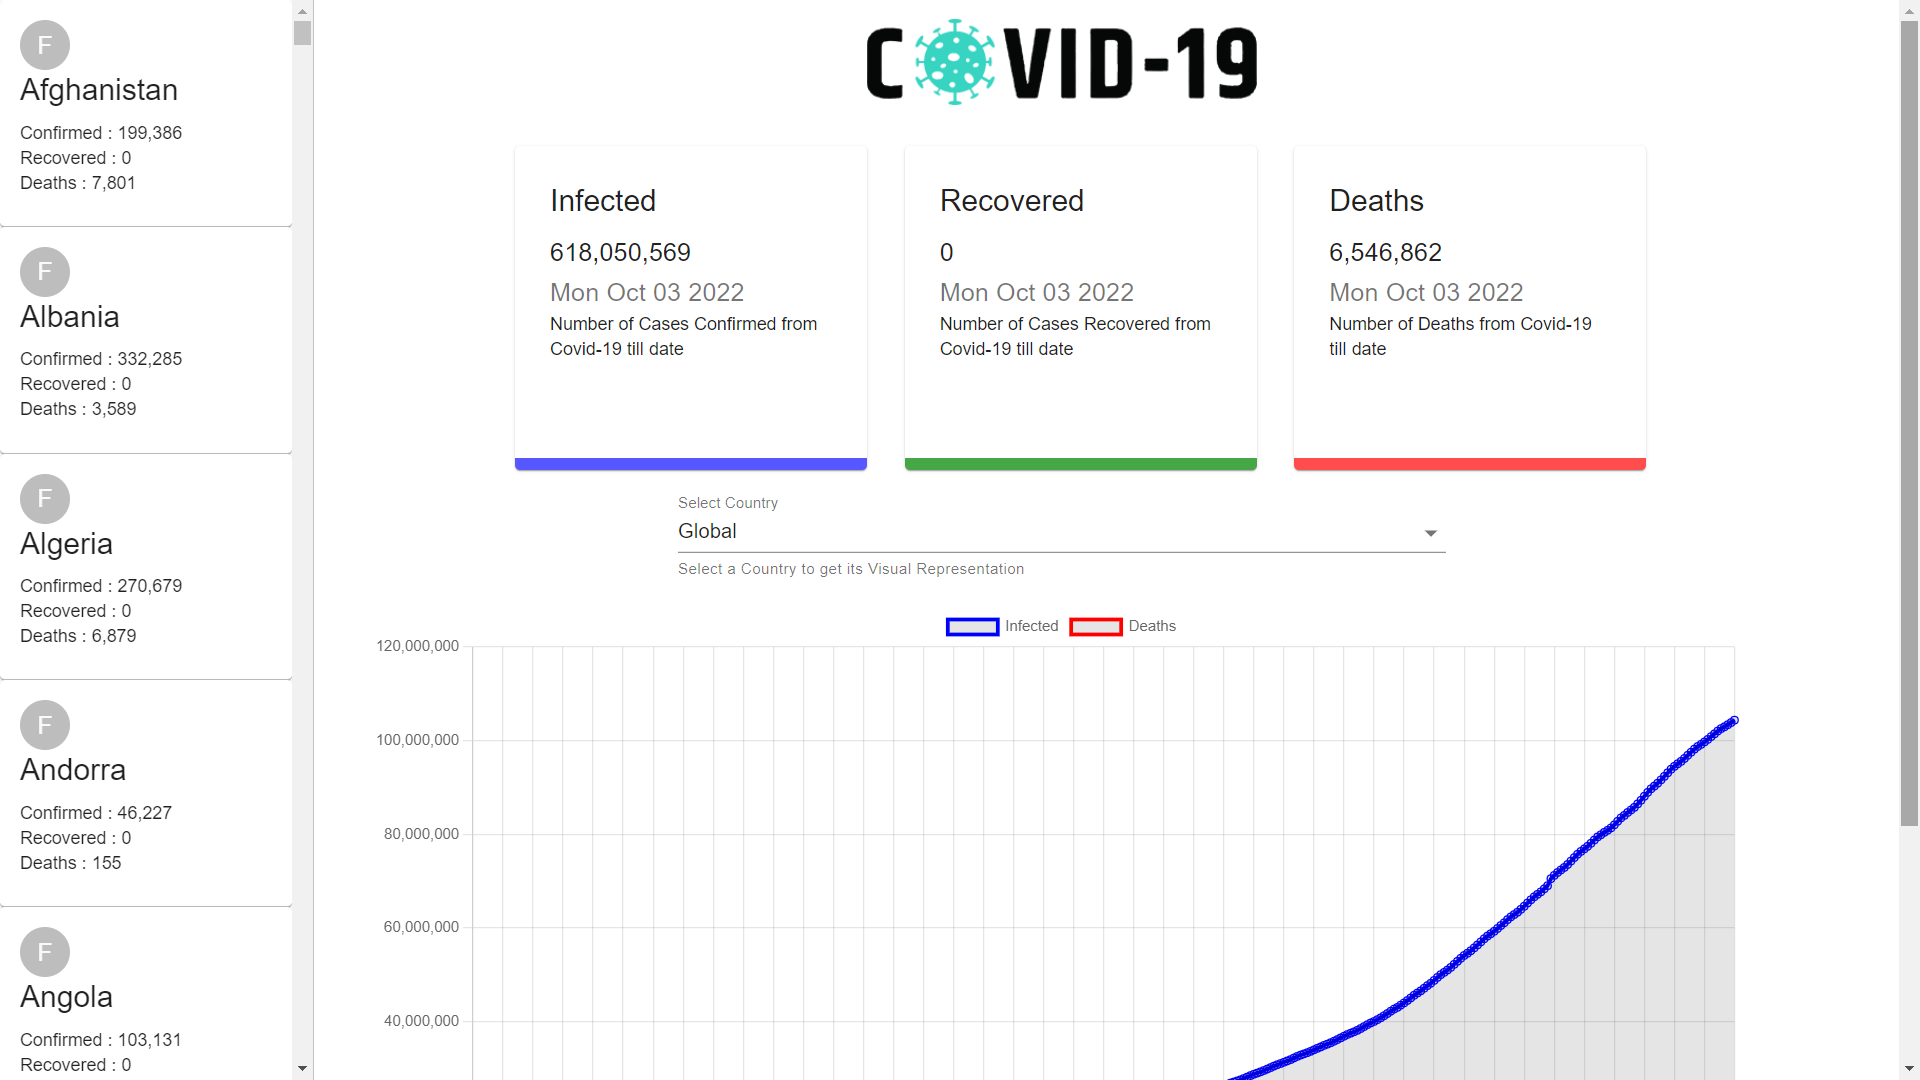 F
Afghanistan
Confirmed : 199,386
Recovered : 0
Deaths : 7,801
F
Albania
Confirmed : 332,285
Recovered : 0
Deaths : 3,589
F
Algeria
Confirmed : 270,679
Recovered : 0
Deaths : 6,879
F
Andorra
Confirmed : 46,227
Recovered : 0
Deaths : 155
F
Angola
Confirmed : 103,131
Recovered : 0
COVID-19
Infected
618,050,569
Mon Oct 03 2022
Number of Cases Confirmed from
Covid-19 till date
Recovered
0
Mon Oct 03 2022
Number of Cases Recovered from
Covid-19 till date
Deaths
6,546,862
Mon Oct 03 2022
Number of Deaths from Covid-19
till date
Select Country
Global
Select a Country to get its Visual Representation
Infected Deaths
120,000,000
100,000,000
80,000,000
60,000,000
40,000,000